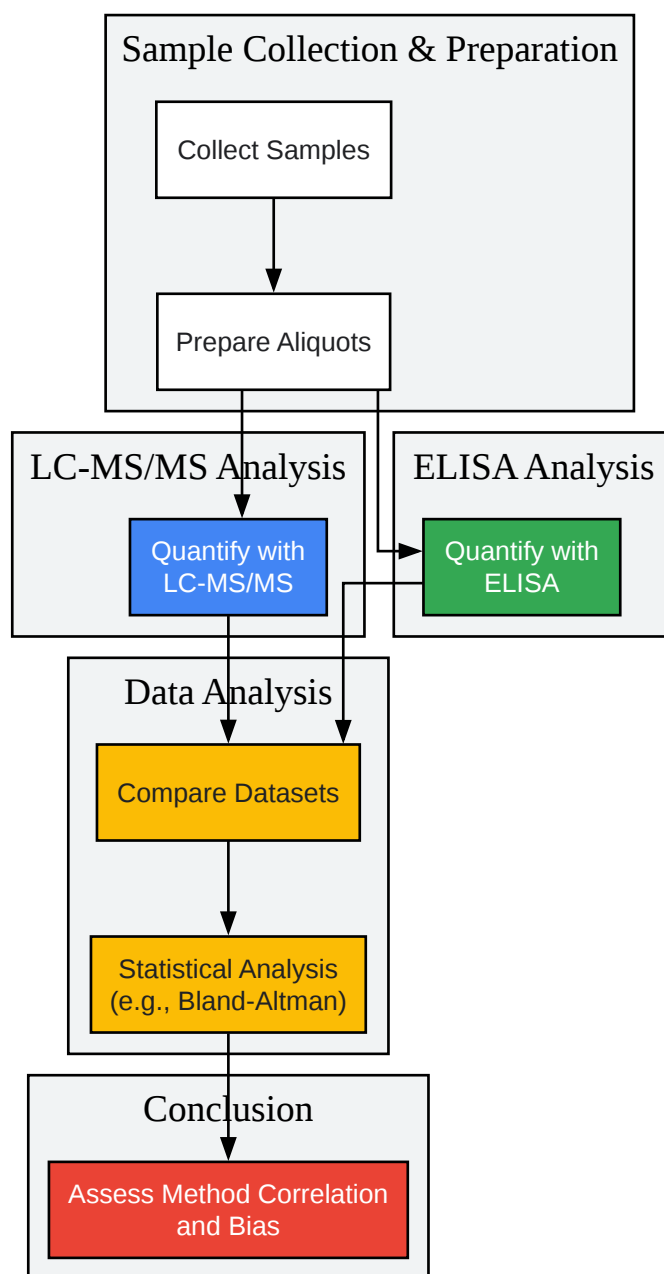 Sample Collection & Preparation
Collect Samples
Prepare Aliquots
LC-MS/MS Analysis
Quantify with
LC-MS/MS
ELISA Analysis
Quantify with
ELISA
Data Analysis
Compare Datasets
Statistical Analysis
(e.g., Bland-Altman)
Conclusion
Assess Method Correlation
and Bias